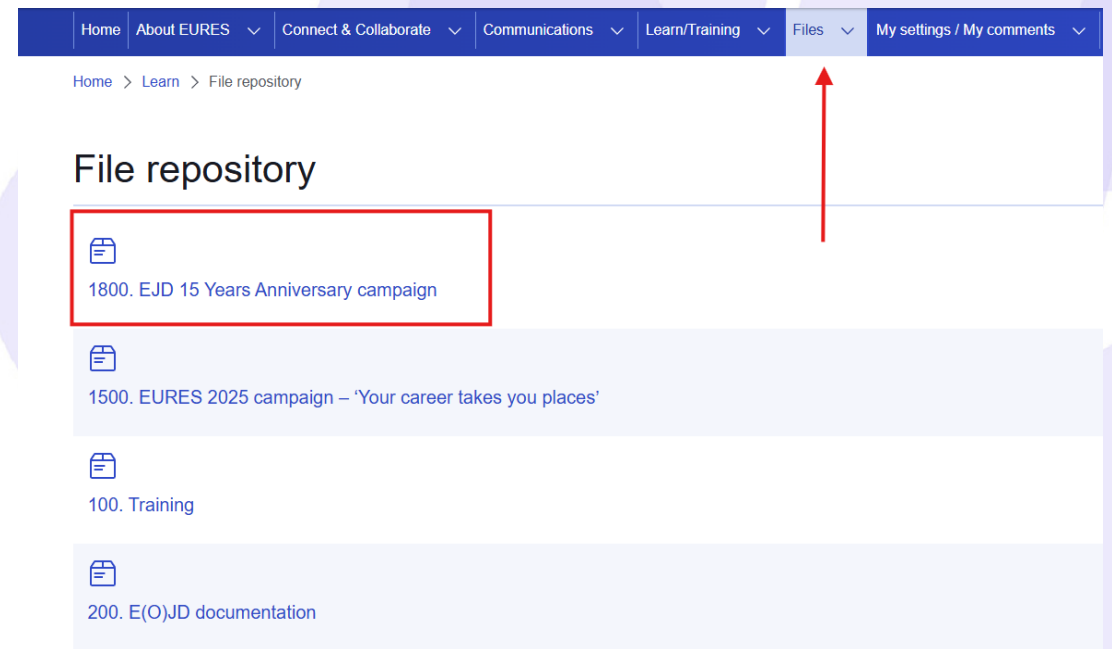 Home About EURES Connect & Collaborate Communications Learn/Training Files My settings / My comments
Home > Learn > File repository
File repository
1800. EJD 15 Years Anniversary campaign
1500. EURES 2025 campaign – ‘Your career takes you places’
100. Training
200. E(O)JD documentation